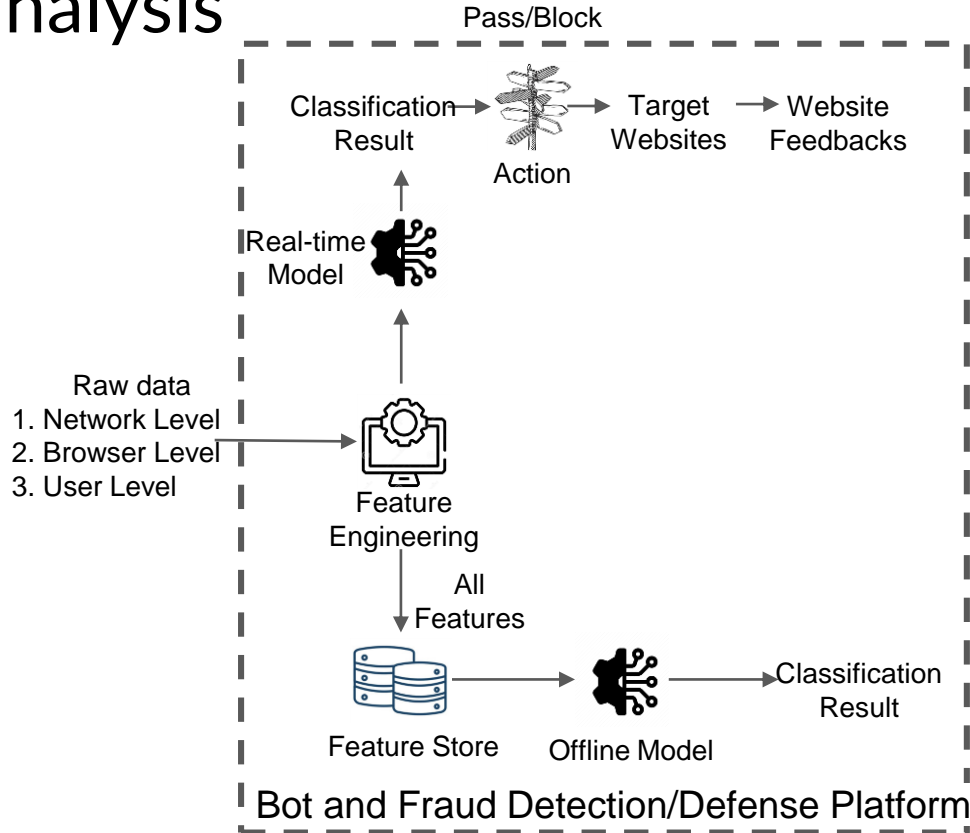 nalysis
Pass/Block
Classification
Result
Action
Target
Websites
Website
Feedbacks
Real-time
Model
Raw data
1. Network Level
2. Browser Level
3. User Level
Feature
Engineering
All
Features
Feature Store
Offline Model
Classification
Result
Bot and Fraud Detection/Defense Platform